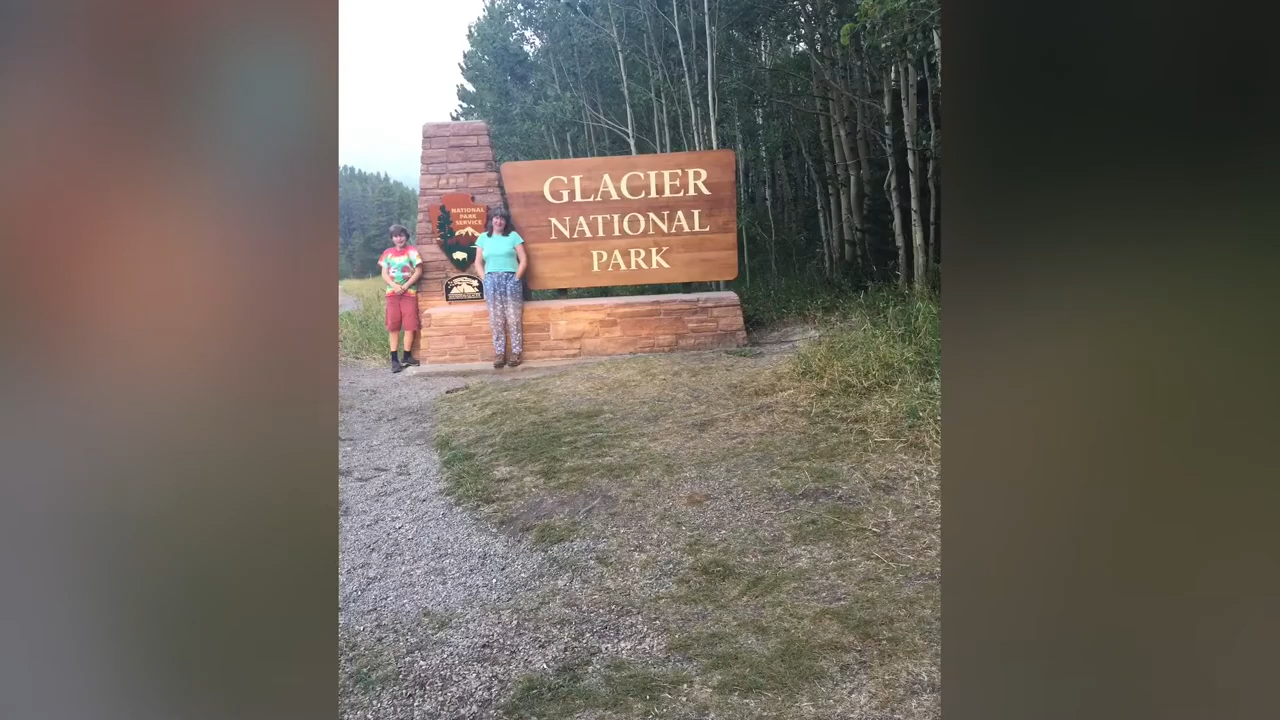 NATIONAL
PARK
SERVICE
GLACIER
NATIONAL
PARK